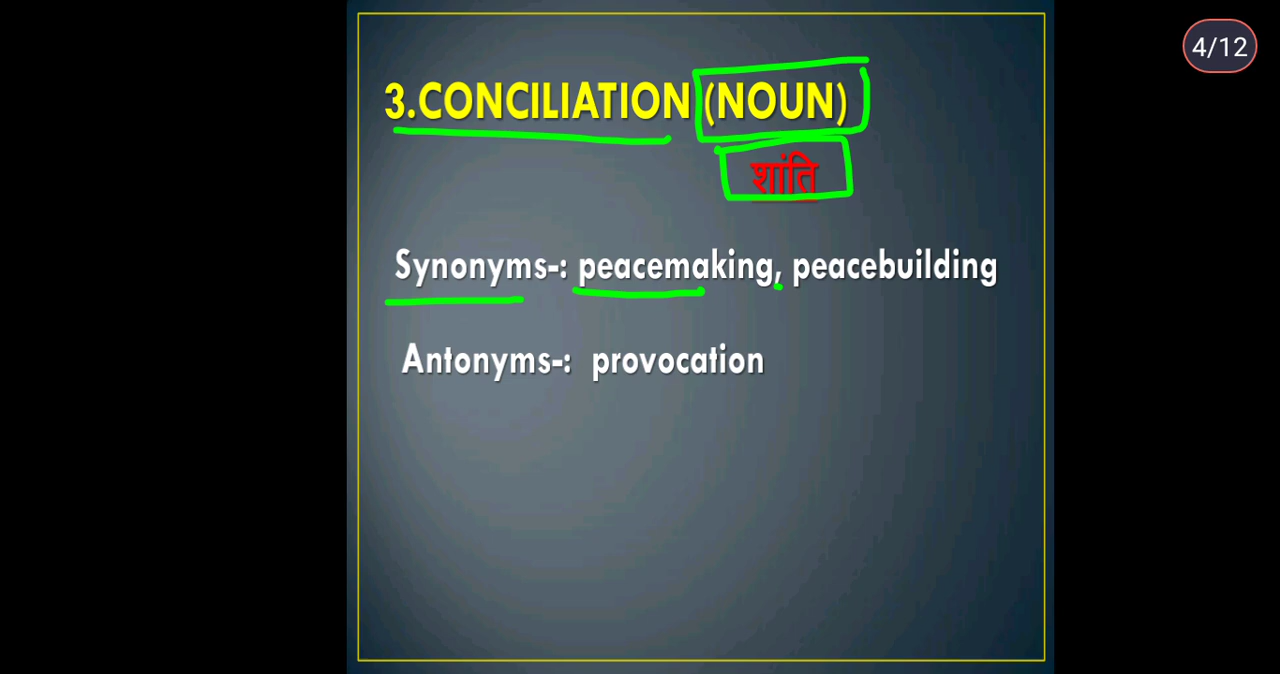 4/12
3.CONCILIATION (NOUN)
शांति
Synonyms-: peacemaking, peacebuilding
Antonyms-: provocation